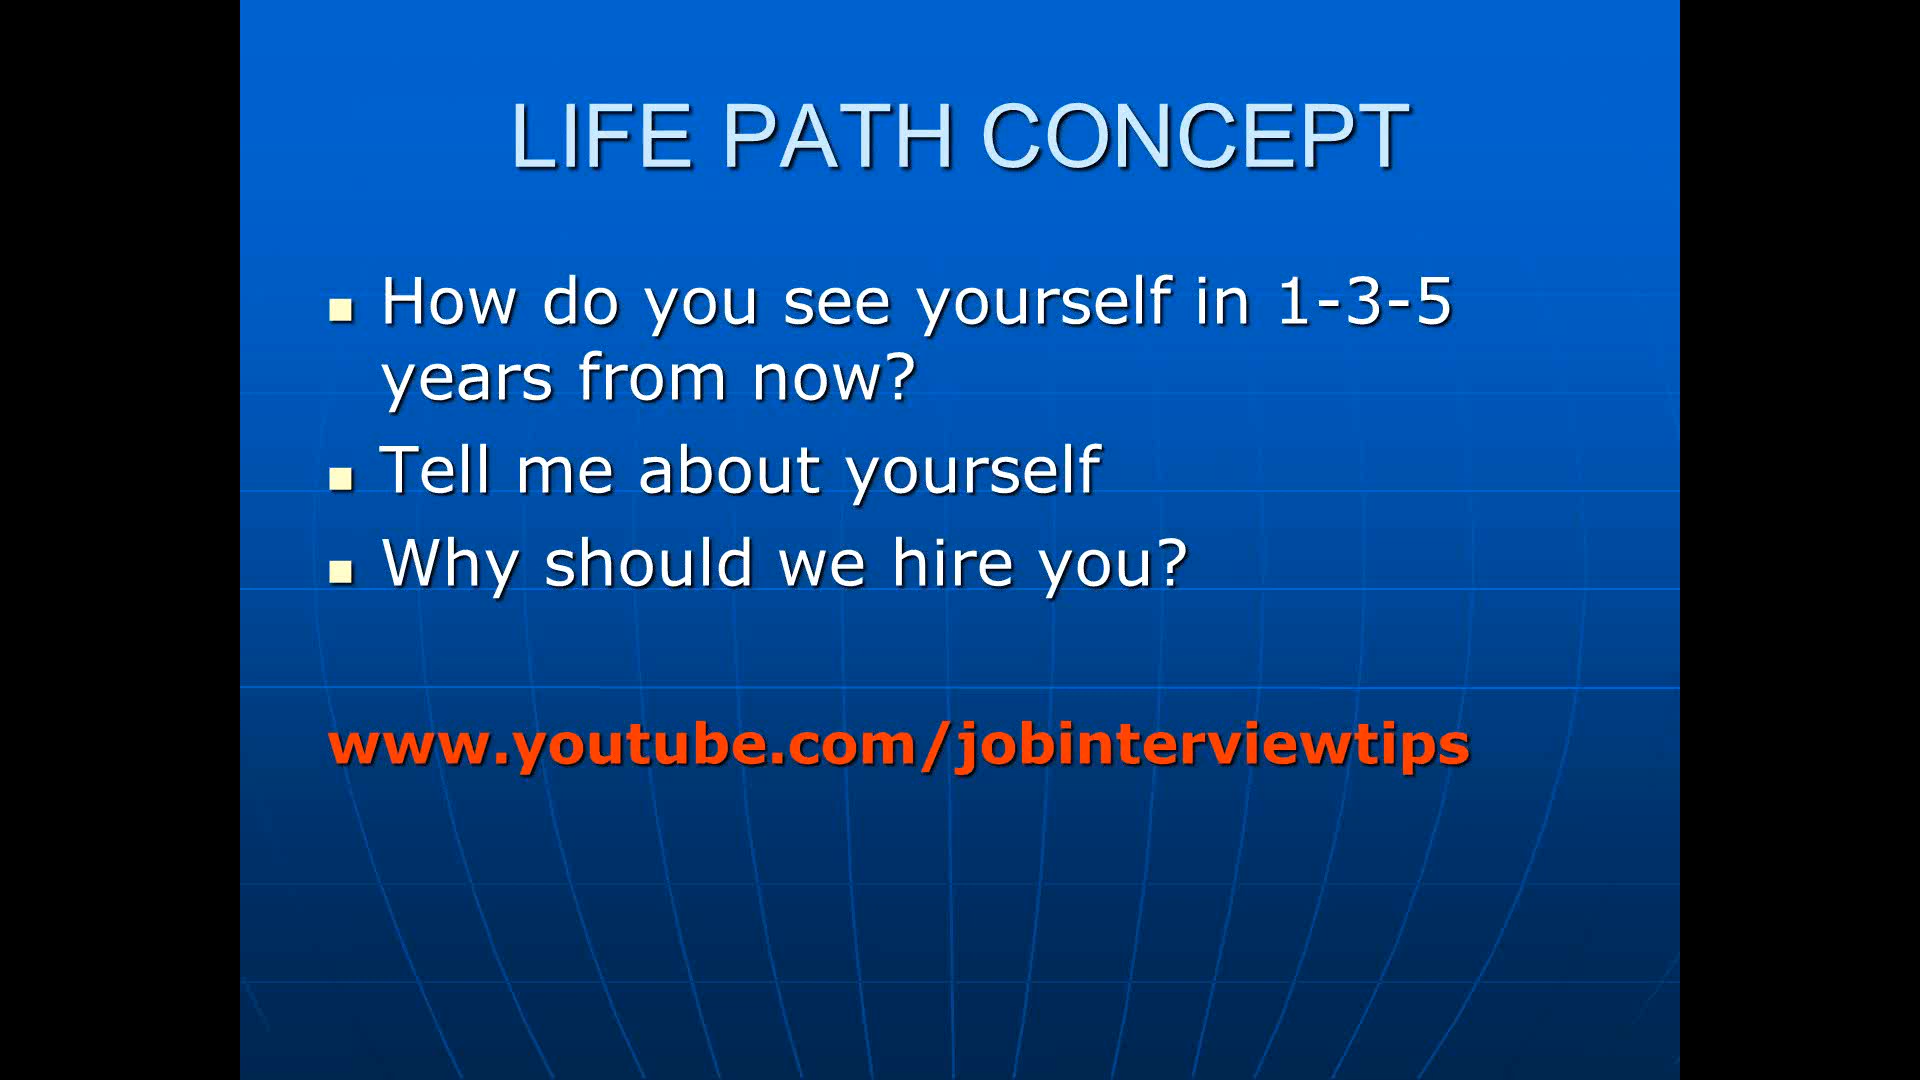 LIFE PATH CONCEPT
How do you see yourself in 1-3-5
years from now?
Tell me about yourself
Why should we hire you?
www.youtube.com/jobinterviewtips